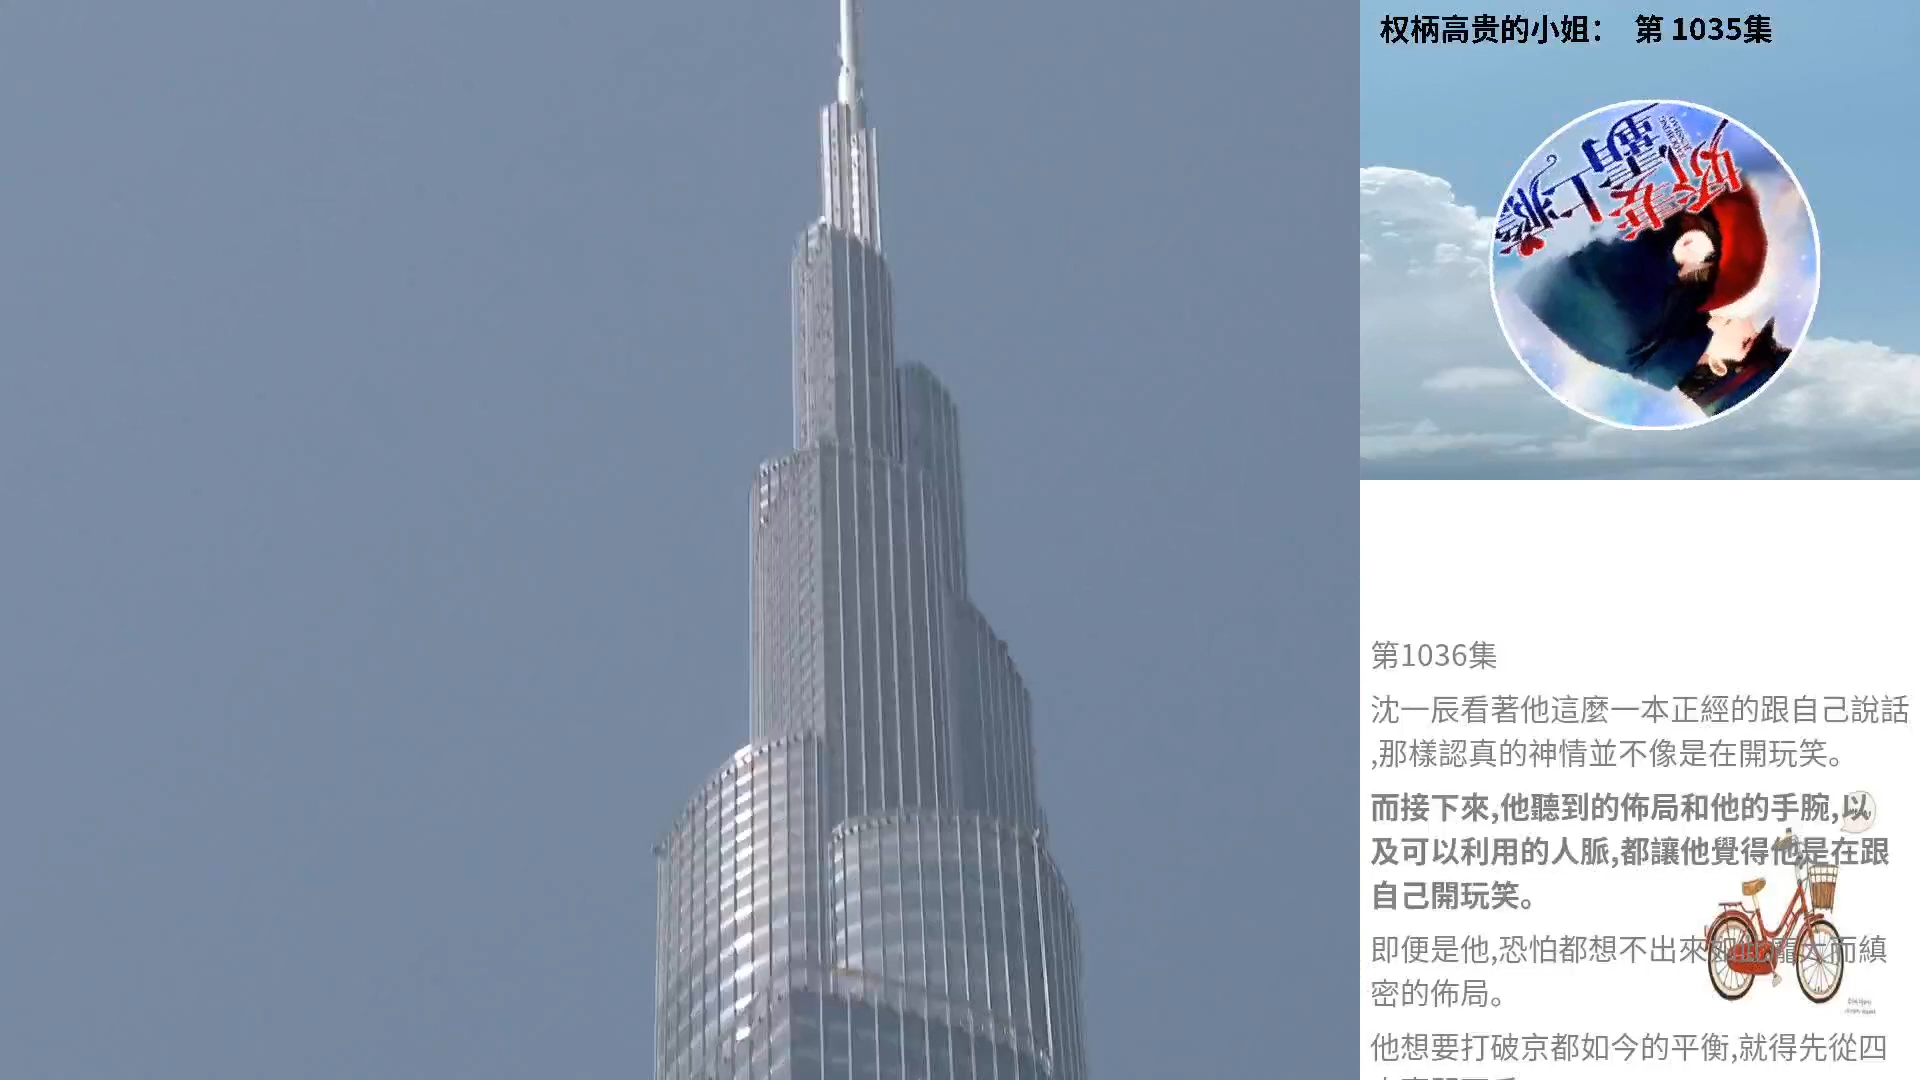 权柄高贵的小姐： 第 1035集
第1036集
沈一辰看著他這麼一本正經的跟自己說話
,那樣認真的神情並不像是在開玩笑。
而接下來,他聽到的佈局和他的手腕,以
及可以利用的人脈,都讓他覺得他是在跟
自己開玩笑。
即便是他,恐怕都想不出來如此龐大而縝
密的佈局。
他想要打破京都如今的平衡,就得先從四